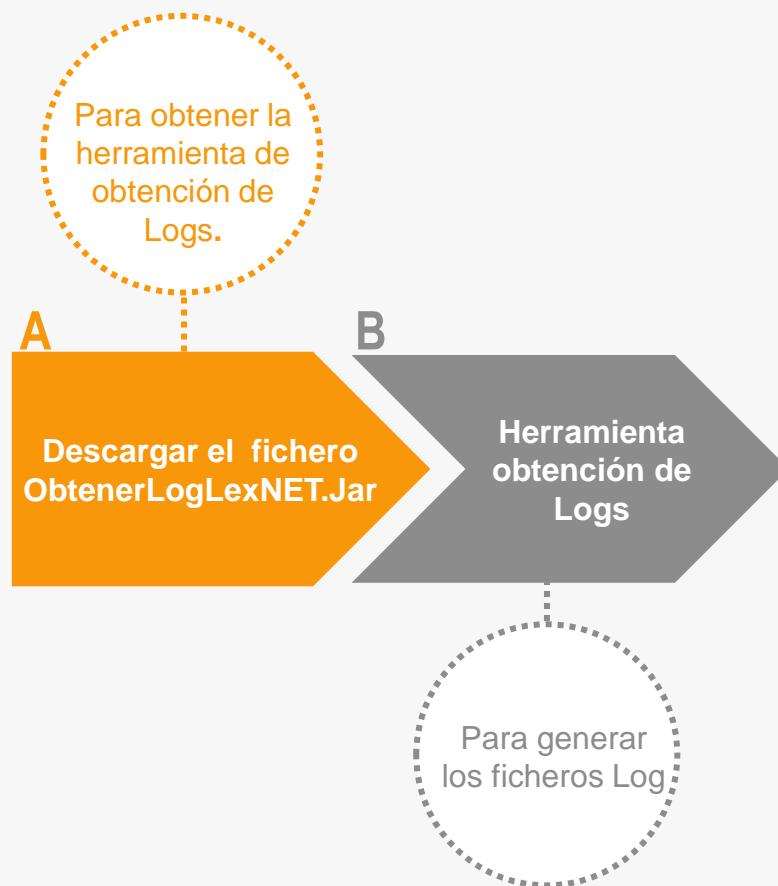 Para obtener la
herramienta de
obtención de
Logs.
A
Descargar el fichero
ObtenerLogLexNET.Jar
B
Herramienta
obtención de
Logs
Para generar
los ficheros Log